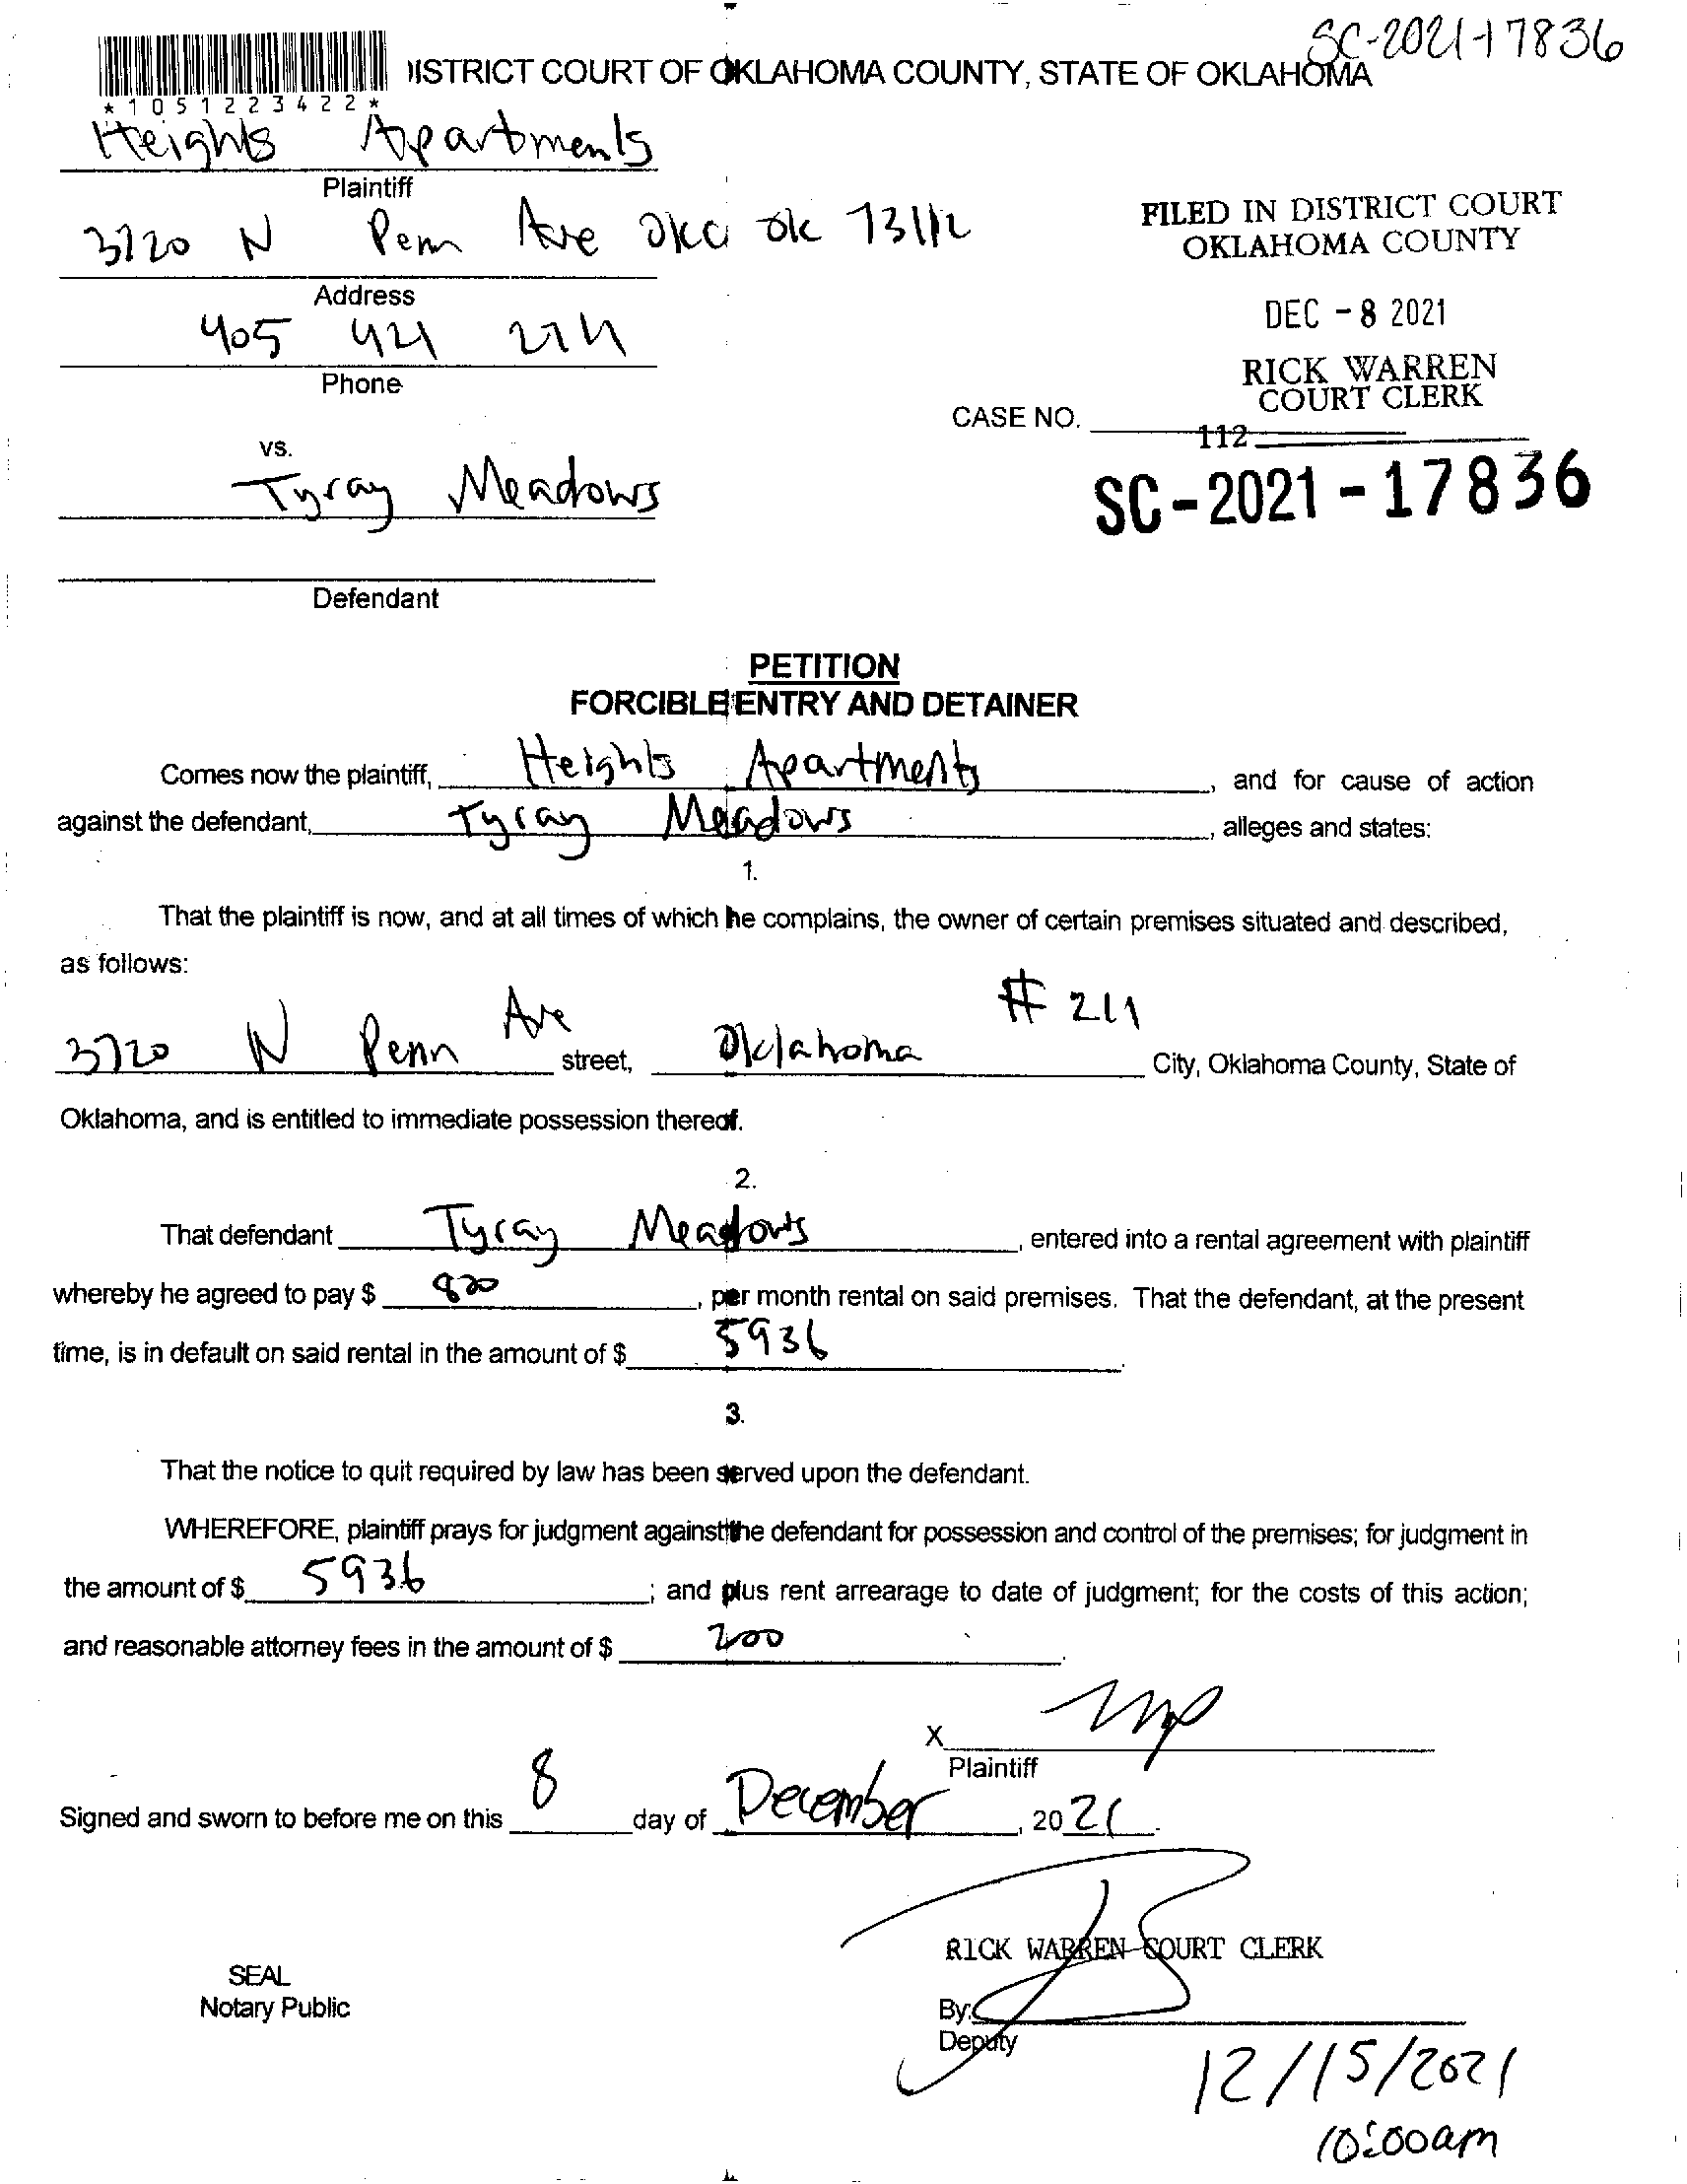 SC-2021-17836
DISTRICT COURT OF OKLAHOMA COUNTY, STATE OF OKLAHOMA
*1051223422*
Heights Apartments
Plaintiff
3720 N Penn Ave OKC OK 73112
FILED IN DISTRICT COURT
OKLAHOMA COUNTY
Address
DEC - 8 2021
405 421
Phone
RICK WARREN
COURT CLERK
CASE NO.
112
vs.
Tyray Meadows
SC-2021-17836
Defendant
PETITION
FORCIBLE ENTRY AND DETAINER
Comes now the plaintiff, Heights Apartments, and for cause of action
against the defendant, Tyray Meadows, alleges and states:
1.
That the plaintiff is now, and at all times of which he complains, the owner of certain premises situated and described,
as follows:
# 211
3720 N Penn Ave street, Oklahoma City, Oklahoma County, State of
Oklahoma, and is entitled to immediate possession thereof.
2.
That defendant Tyray Meadows, entered into a rental agreement with plaintiff
whereby he agreed to pay $ 820, per month rental on said premises. That the defendant, at the present
time, is in default on said rental in the amount of $ 5936.
3.
That the notice to quit required by law has been served upon the defendant.
WHEREFORE, plaintiff prays for judgment against the defendant for possession and control of the premises; for judgment in
the amount of $ 5936; and plus rent arrearage to date of judgment; for the costs of this action;
and reasonable attorney fees in the amount of $ 200.
X
Plaintiff
Signed and sworn to before me on this 8 day of December, 2021.
RICK WARREN COURT CLERK
SEAL
Notary Public
By:
Deputy
12/15/2021
10:00am